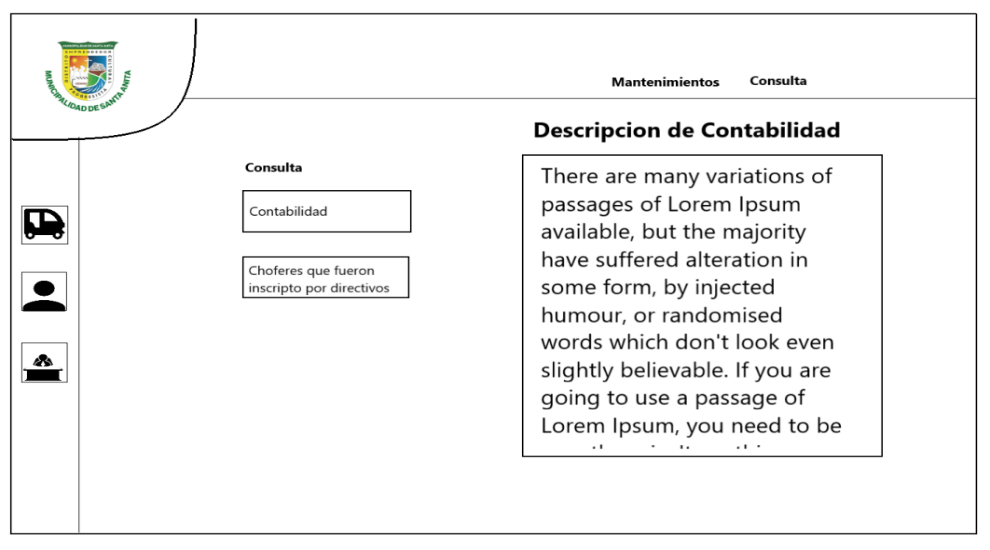 MUNICIPALIDAD DE SANTA ANITA
Mantenimientos Consulta
Descripcion de Contabilidad
Consulta
Contabilidad
Choferes que fueron
inscripto por directivos
There are many variations of
passages of Lorem Ipsum
available, but the majority
have suffered alteration in
some form, by injected
humour, or randomised
words which don't look even
slightly believable. If you are
going to use a passage of
Lorem Ipsum, you need to be